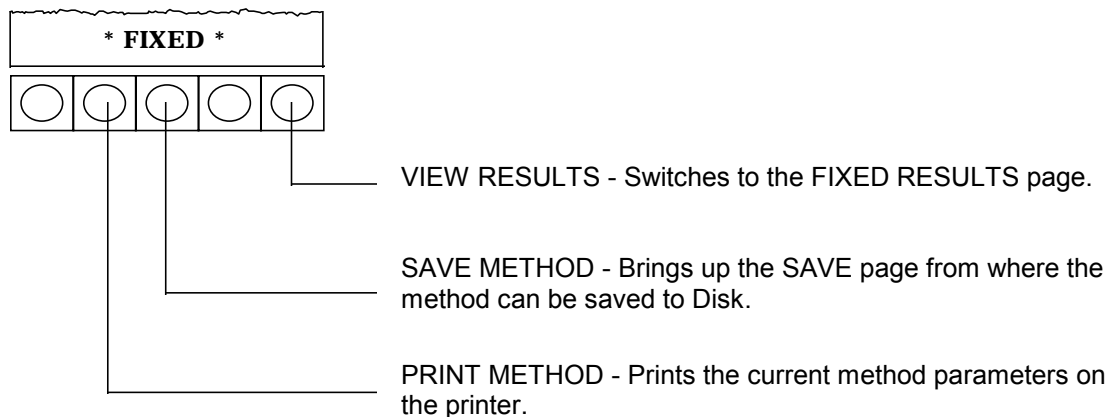 * FIXED *
VIEW RESULTS - Switches to the FIXED RESULTS page.
SAVE METHOD - Brings up the SAVE page from where the
method can be saved to Disk.
PRINT METHOD - Prints the current method parameters on
the printer.